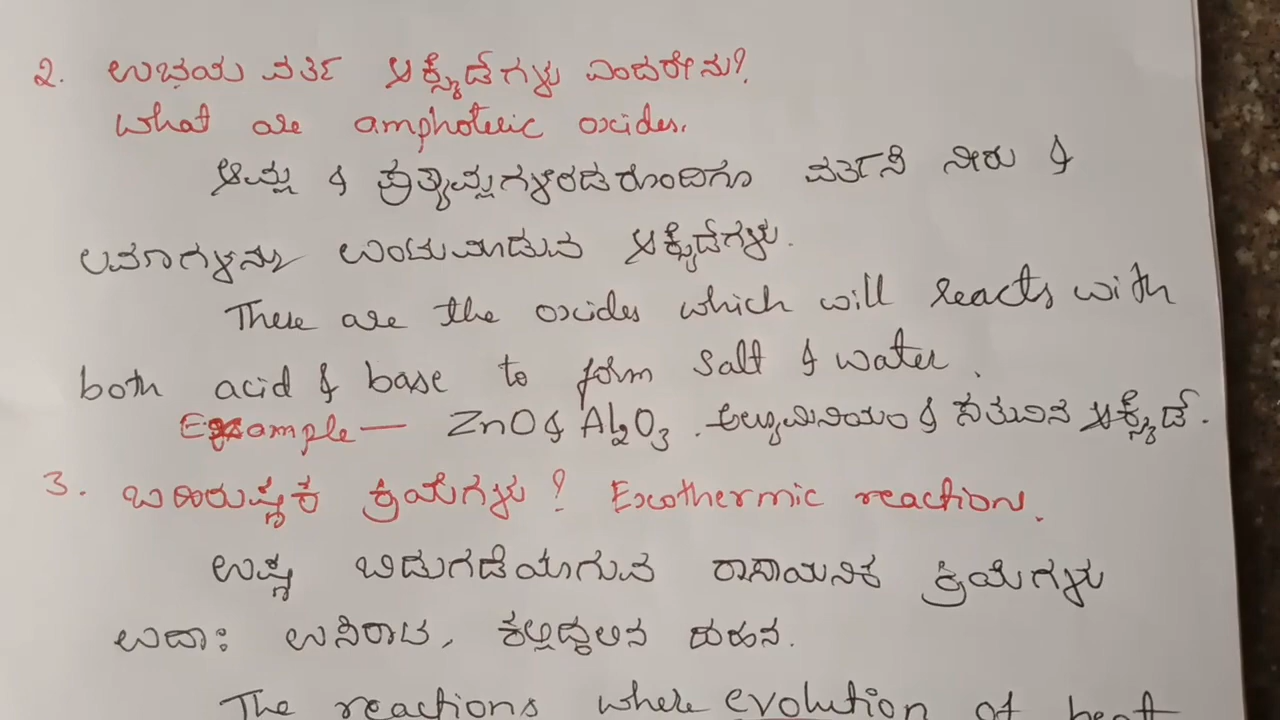 2. ಉಭಯ ವರ್ತಿ ಆಕ್ಸೈಡ್‌ಗಳು ಎಂದರೇನು?
What are amphoteric oxides.
ಆಮ್ಲ & ಪ್ರತ್ಯಾಮ್ಲಗಳೆರಡರೊಂದಿಗೂ ವರ್ತಿಸಿ ನೀರು &
ಲವಣಗಳನ್ನು ಉಂಟುಮಾಡುವ ಆಕ್ಸೈಡ್‌ಗಳು.
These are the oxides which will reacts with
both acid & base to form salt & water.
Example — ZnO & Al₂O₃ . ಅಲ್ಯುಮಿನಿಯಂ & ಸತುವಿನ ಆಕ್ಸೈಡ್.
3. ಬಹಿರುಷ್ಣಕ ಕ್ರಿಯೆಗಳು? Exothermic reaction.
ಉಷ್ಣ ಬಿಡುಗಡೆಯಾಗುವ ರಾಸಾಯನಿಕ ಕ್ರಿಯೆಗಳು
ಉದಾ: ಉಸಿರಾಟ, ಕಲ್ಲಿದ್ದಲಿನ ದಹನ.
The reactions where evolution of heat